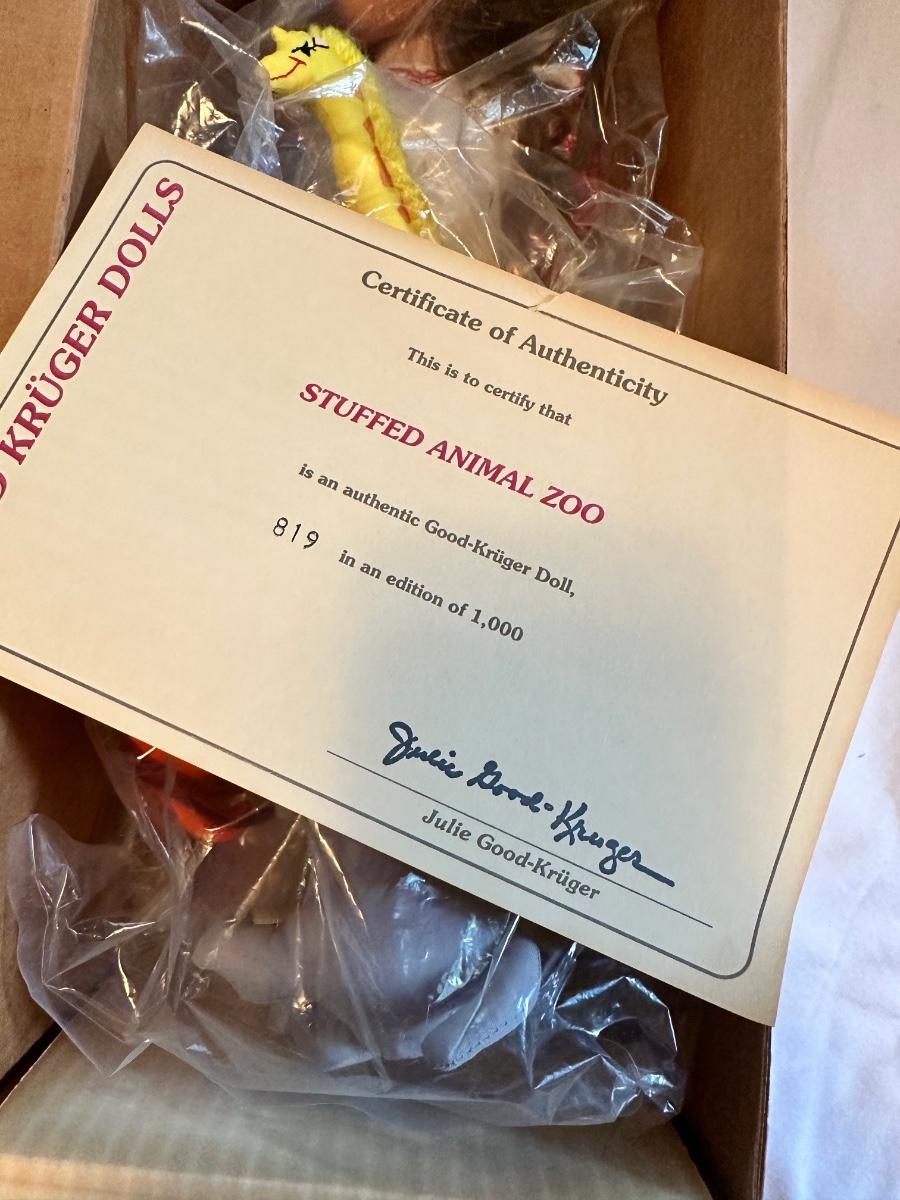 KRÜGER DOLLS
Certificate of Authenticity
This is to certify that
STUFFED ANIMAL ZOO
is an authentic Good-Krüger Doll,
819 in an edition of 1,000
Julie Good-Kruger
Julie Good-Krüger